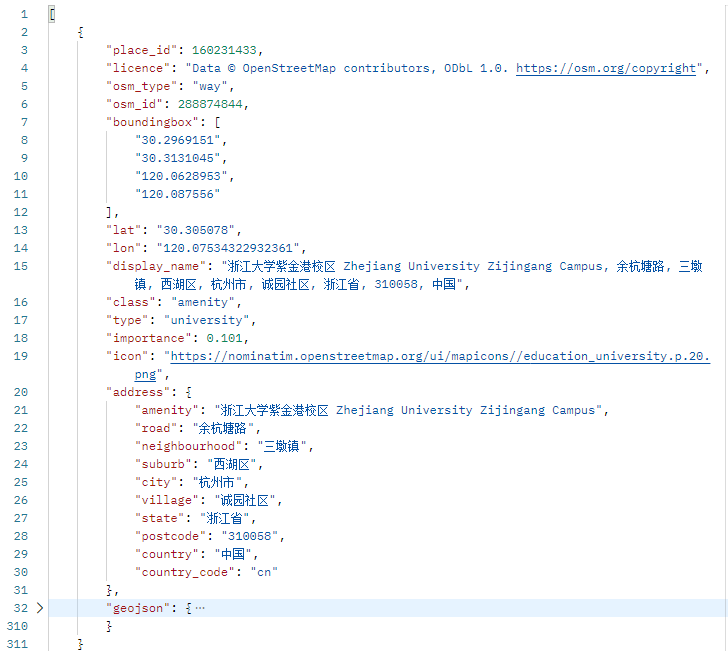 1 [
2 {
3 "place_id": 160231433,
4 "licence": "Data © OpenStreetMap contributors, ODbL 1.0. https://osm.org/copyright",
5 "osm_type": "way",
6 "osm_id": 288874844,
7 "boundingbox": [
8 "30.2969151",
9 "30.3131045",
10 "120.0628953",
11 "120.087556"
12 ],
13 "lat": "30.305078",
14 "lon": "120.07534322932361",
15 "display_name": "浙江大学紫金港校区 Zhejiang University Zijingang Campus, 余杭塘路, 三墩
镇, 西湖区, 杭州市, 诚园社区, 浙江省, 310058, 中国",
16 "class": "amenity",
17 "type": "university",
18 "importance": 0.101,
19 "icon": "https://nominatim.openstreetmap.org/ui/mapicons//education_university.p.20.
png",
20 "address": {
21 "amenity": "浙江大学紫金港校区 Zhejiang University Zijingang Campus",
22 "road": "余杭塘路",
23 "neighbourhood": "三墩镇",
24 "suburb": "西湖区",
25 "city": "杭州市",
26 "village": "诚园社区",
27 "state": "浙江省",
28 "postcode": "310058",
29 "country": "中国",
30 "country_code": "cn"
31 },
32 "geojson": { ⋯
310 }
311 }